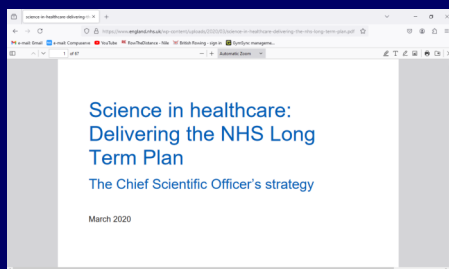 science in healthcare-delivering-t
https://www.england.nhs.uk/wp-content/uploads/2020/03/science-in-healthcare-delivering-the-nhs-long-term-plan.pdf
e-mail: Gmail e-mail: Compuserve YouTube RowTheDistance - Nile British Rowing - sign in GymSync manageme...
1 of 67 Automatic Zoom
Science in healthcare:
Delivering the NHS Long
Term Plan
The Chief Scientific Officer's strategy
March 2020